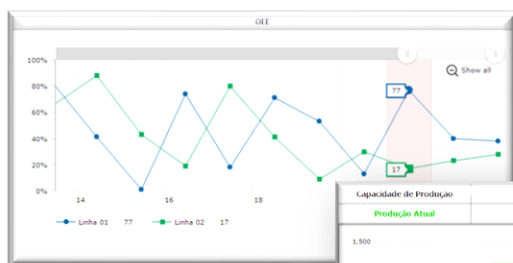 OEE
100%
Show all
80%
77
60%
40%
20%
17
0%
14 16 18
Linha 01 77 Linha 02 17
Capacidade de Produção
Produção Atual
1,500